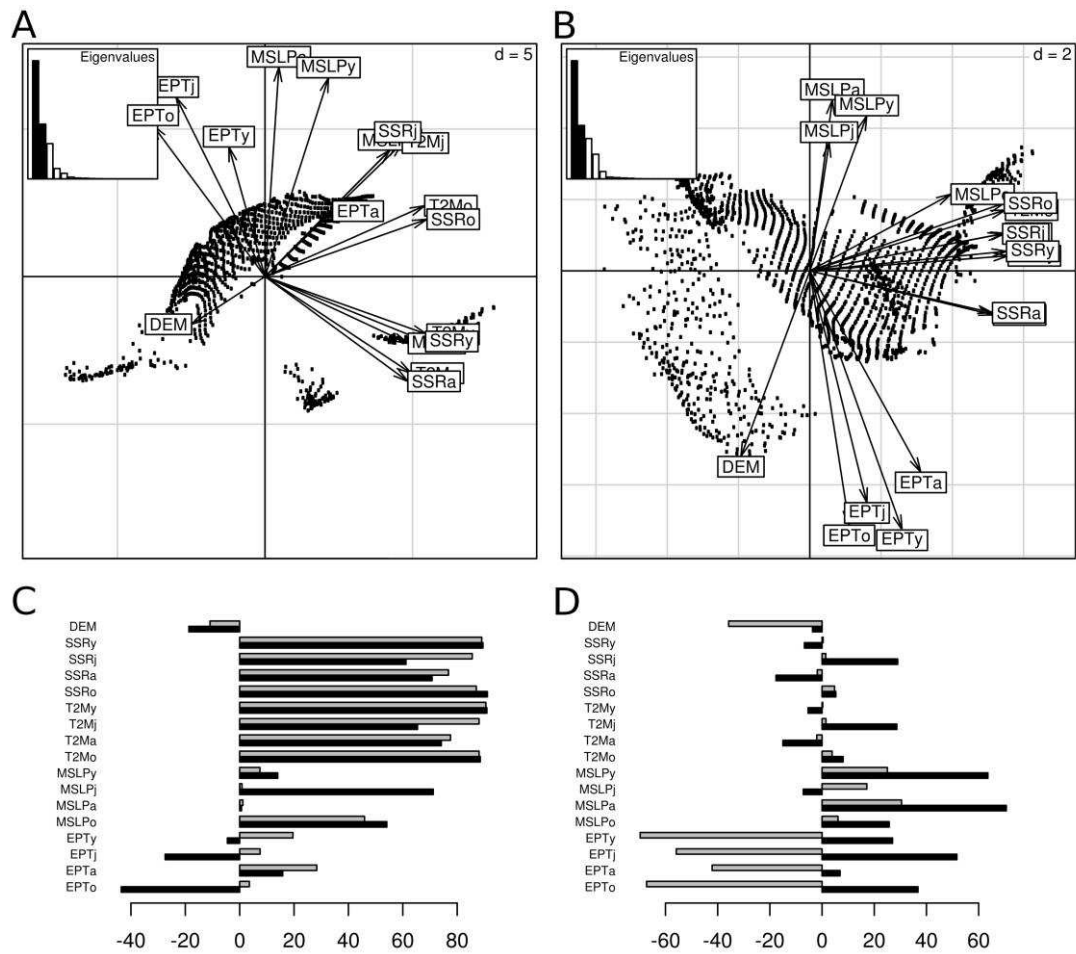 A
B
Eigenvalues
d = 5
Eigenvalues
d = 2
MSLPy
EPTj
EPTo
EPTy
SSRj
T2Mj
EPTa
T2Mo
SSRo
DEM
SSRy
SSRa
MSLPa
MSLPy
MSLPj
SSRo
SSRj
SSRy
SSRa
DEM
EPTa
EPTj
EPTo
EPTy
C
D
DEM
SSRy
SSRj
SSRa
SSRo
T2My
T2Mj
T2Ma
T2Mo
MSLPy
MSLPj
MSLPa
MSLPo
EPTy
EPTj
EPTa
EPTo
-40 -20 0 20 40 60 80
DEM
SSRy
SSRj
SSRa
SSRo
T2My
T2Mj
T2Ma
T2Mo
MSLPy
MSLPj
MSLPa
MSLPo
EPTy
EPTj
EPTa
EPTo
-60 -40 -20 0 20 40 60